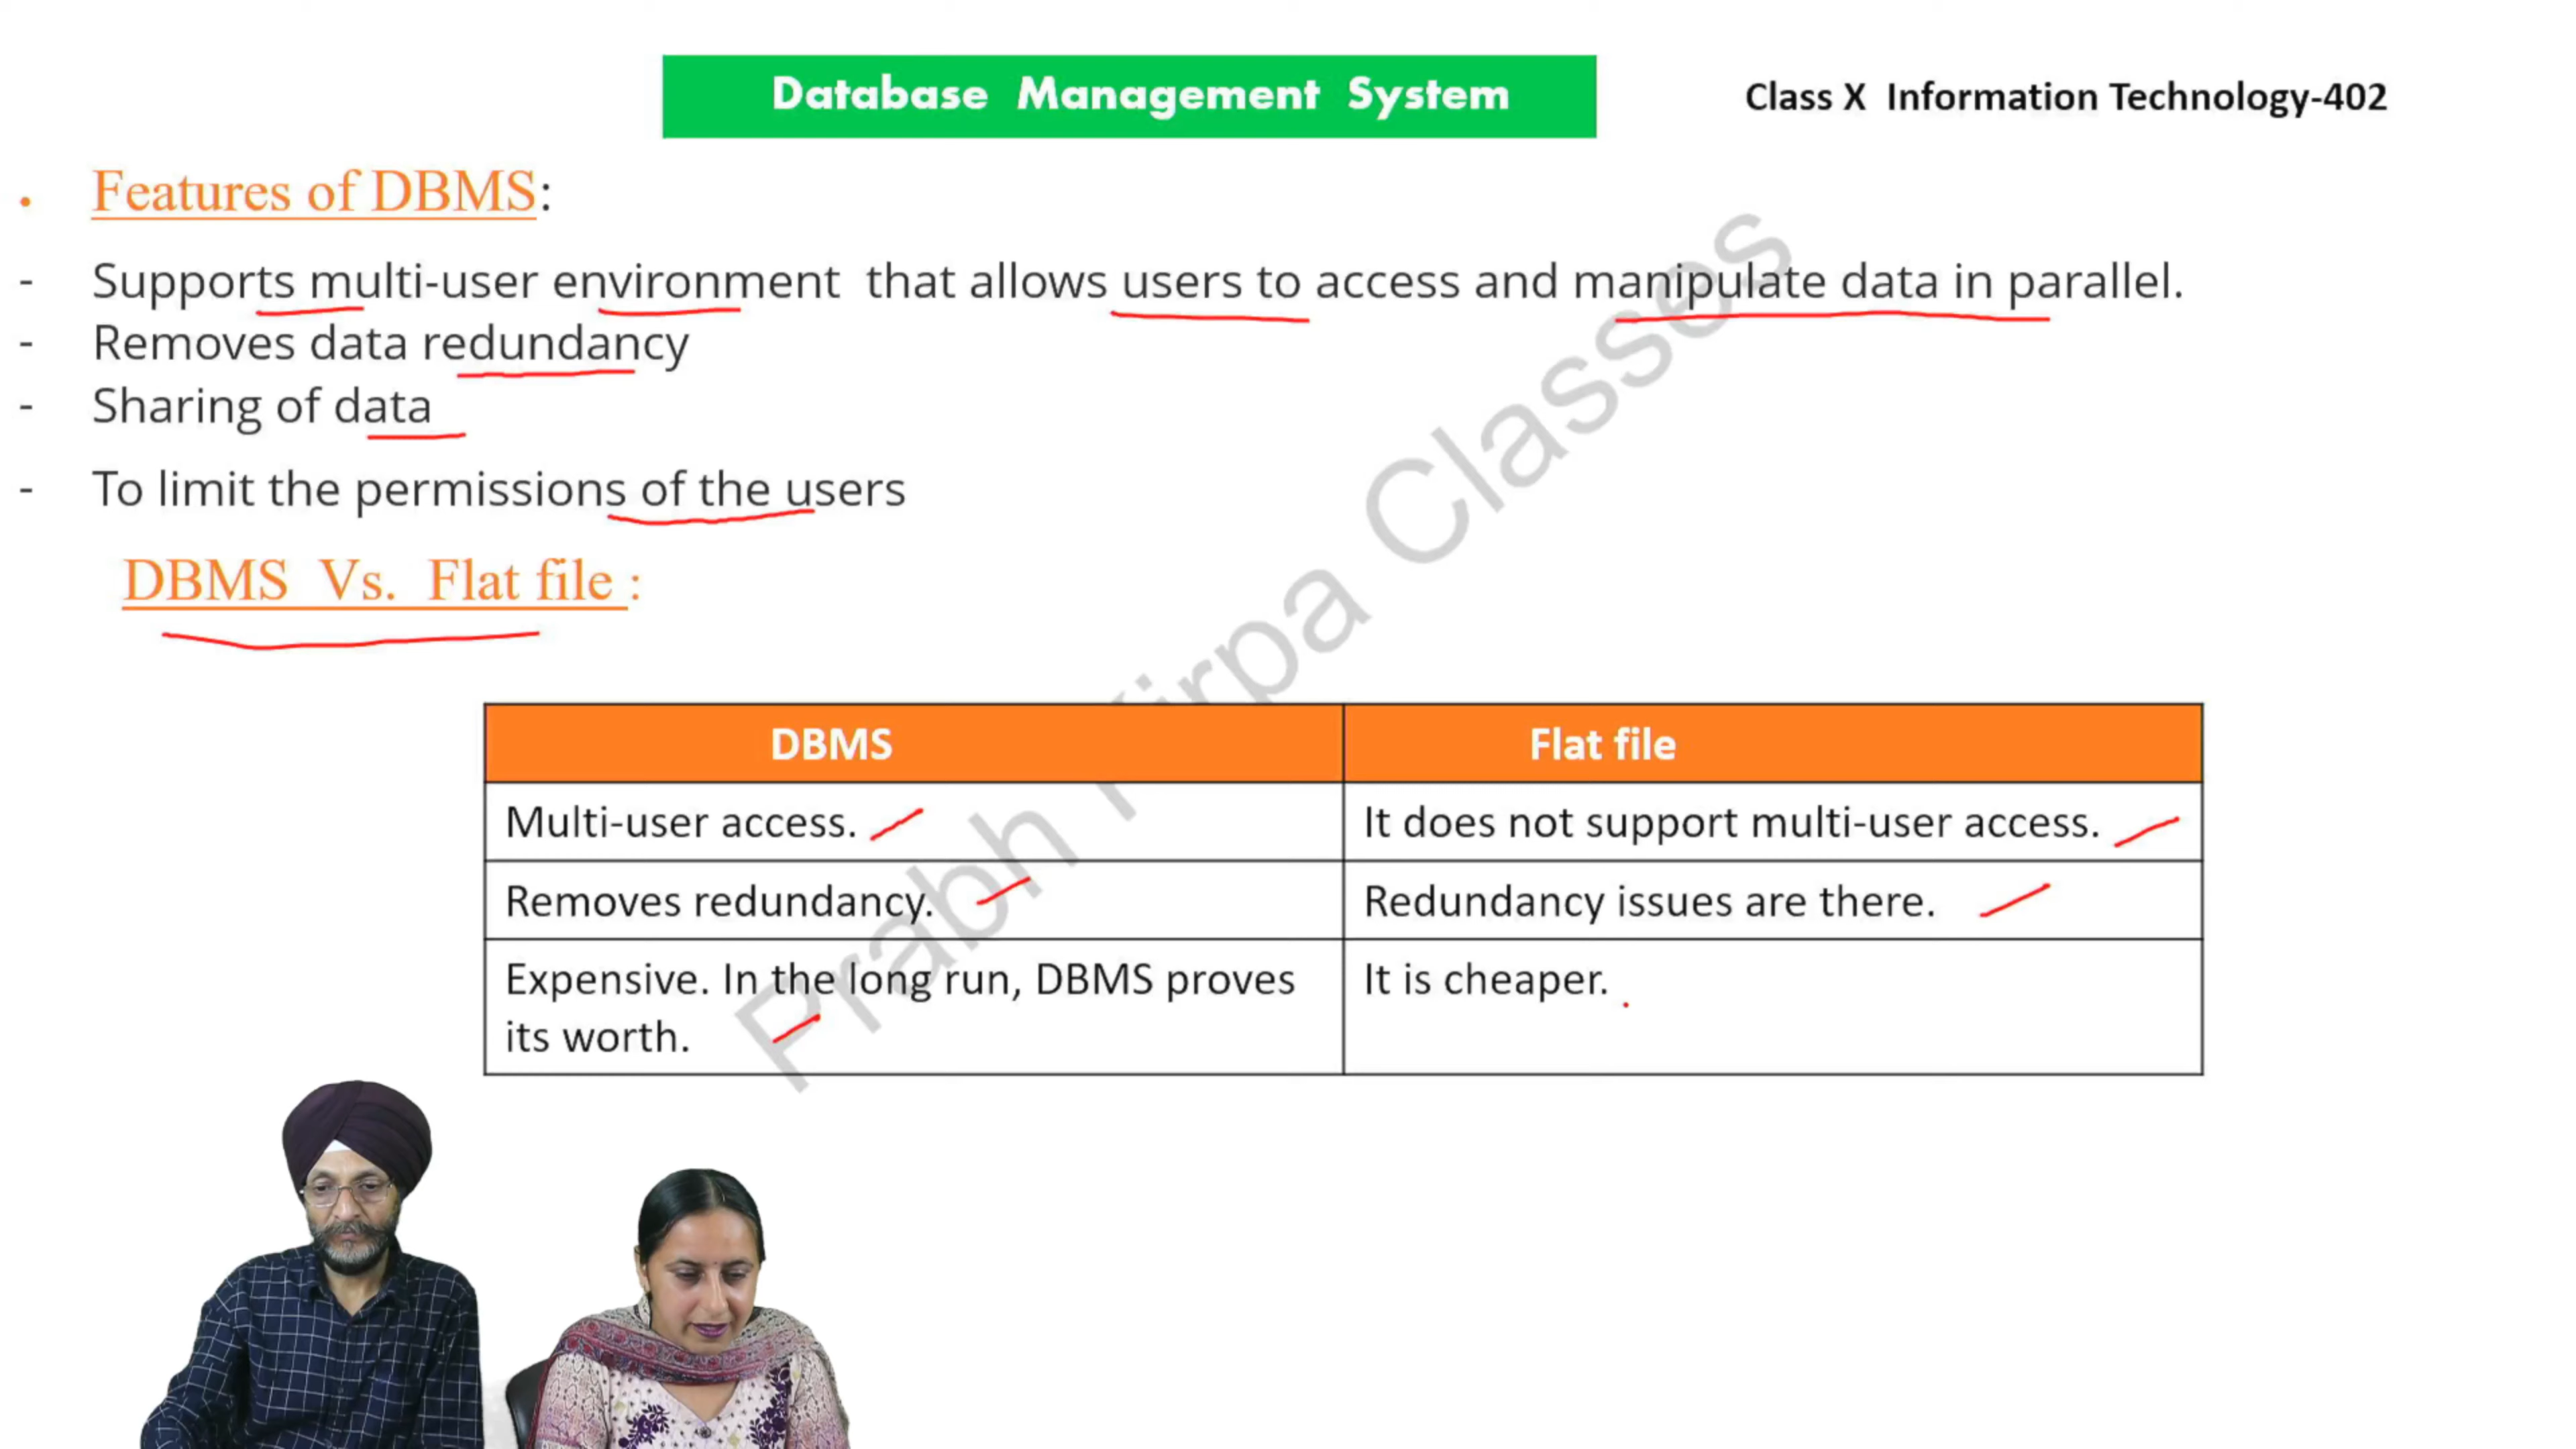 Database Management System
Class X Information Technology-402
• Features of DBMS:
- Supports multi-user environment that allows users to access and manipulate data in parallel.
- Removes data redundancy
- Sharing of data
- To limit the permissions of the users
DBMS Vs. Flat file :
DBMS Flat file
Multi-user access. It does not support multi-user access.
Removes redundancy. Redundancy issues are there.
Expensive. In the long run, DBMS proves It is cheaper.
its worth.
Prabh Kirpa Classes